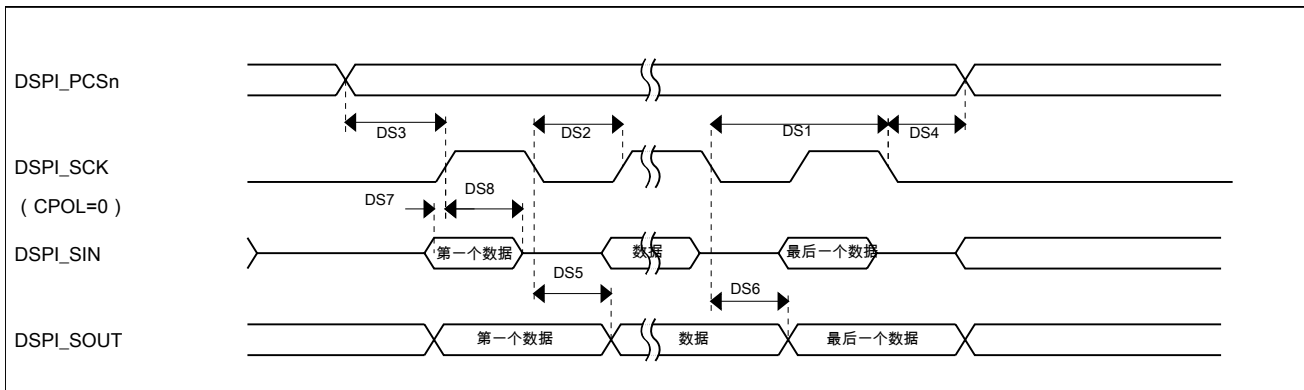 DSPI_PCSn
DS3
DS2
DS1
DS4
DSPI_SCK
（CPOL=0）
DS7
DS8
DSPI_SIN
第一个数据
数据
最后一个数据
DS5
DS6
DSPI_SOUT
第一个数据
数据
最后一个数据